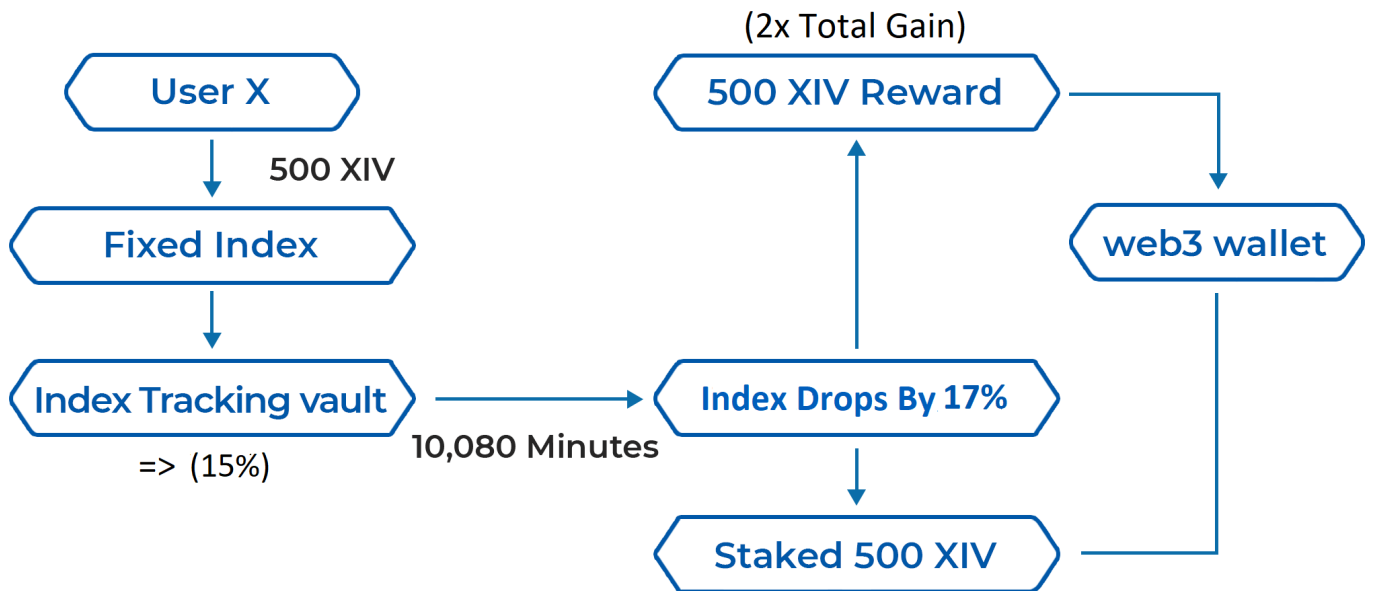 User X
500 XIV
Fixed Index
Index Tracking vault
=> (15%)
10,080 Minutes
(2x Total Gain)
500 XIV Reward
web3 wallet
Index Drops By 17%
Staked 500 XIV